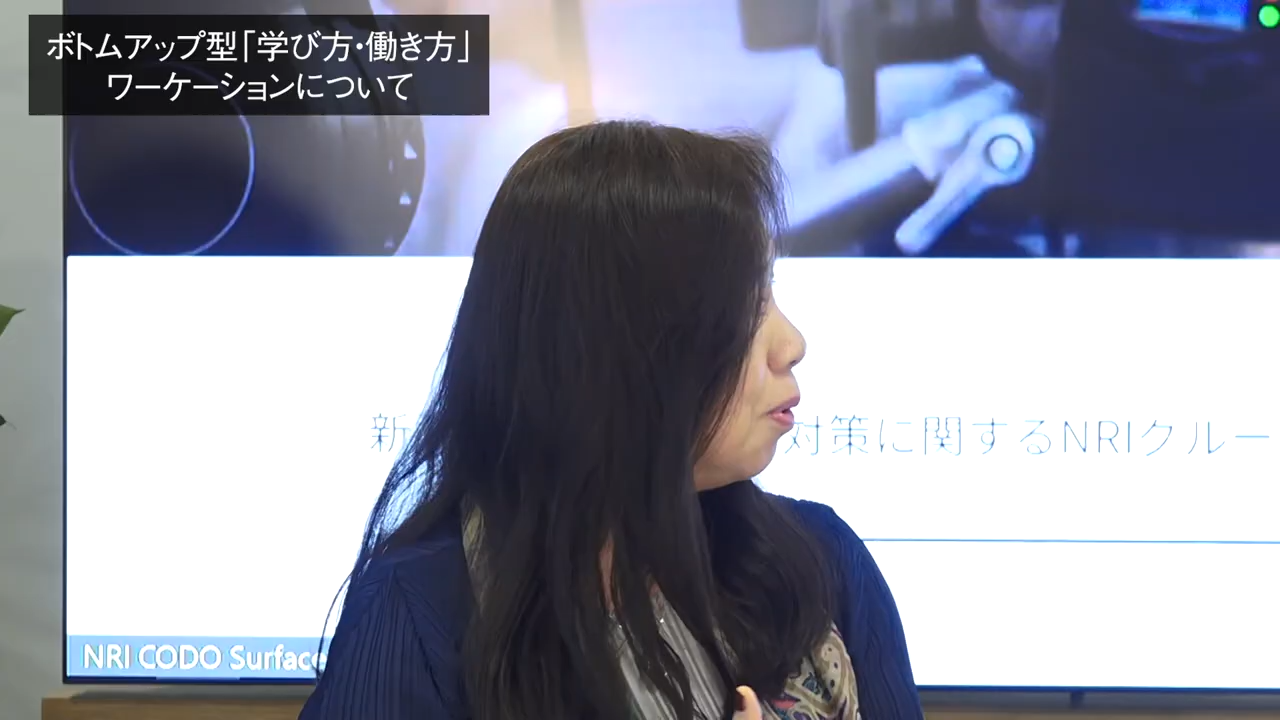 ボトムアップ型「学び方・働き方」
ワーケーションについて
新
対策に関するNRIクルー
NRI CODO Surface